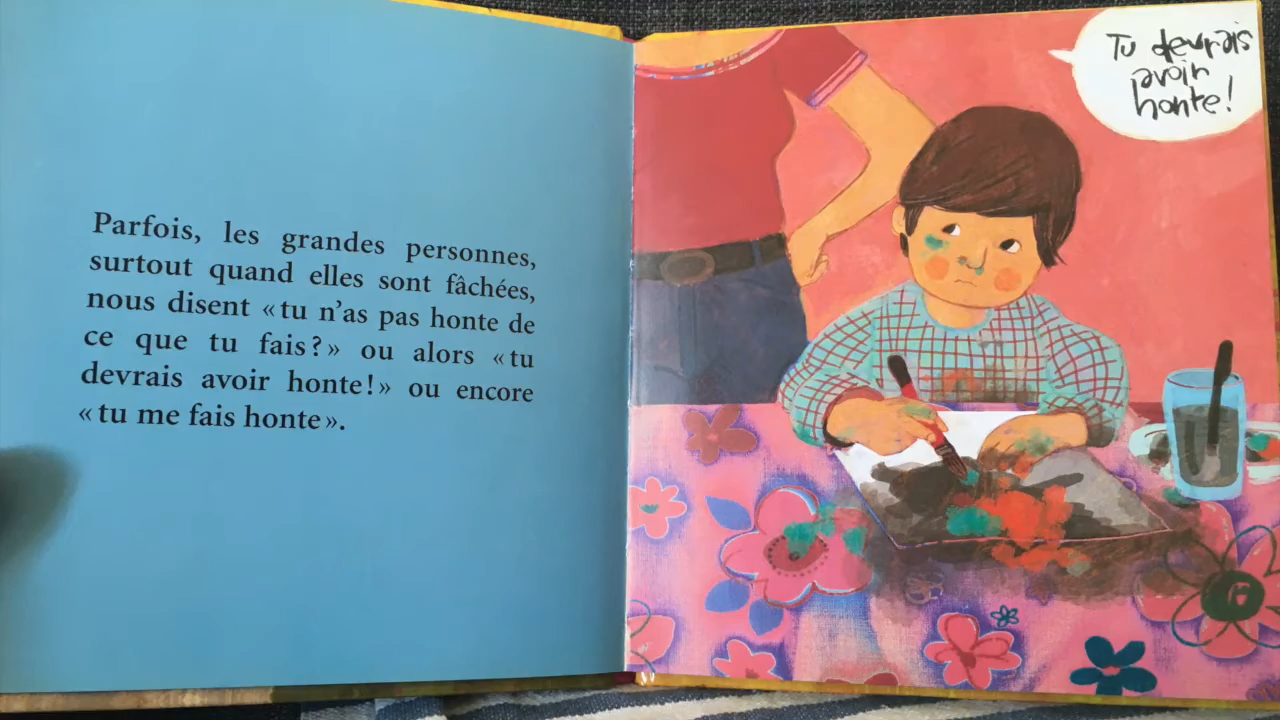 Parfois, les grandes personnes,
surtout quand elles sont fâchées,
nous disent « tu n'as pas honte de
ce que tu fais ? » ou alors « tu
devrais avoir honte ! » ou encore
« tu me fais honte ».
Tu devrais
avoir
honte !